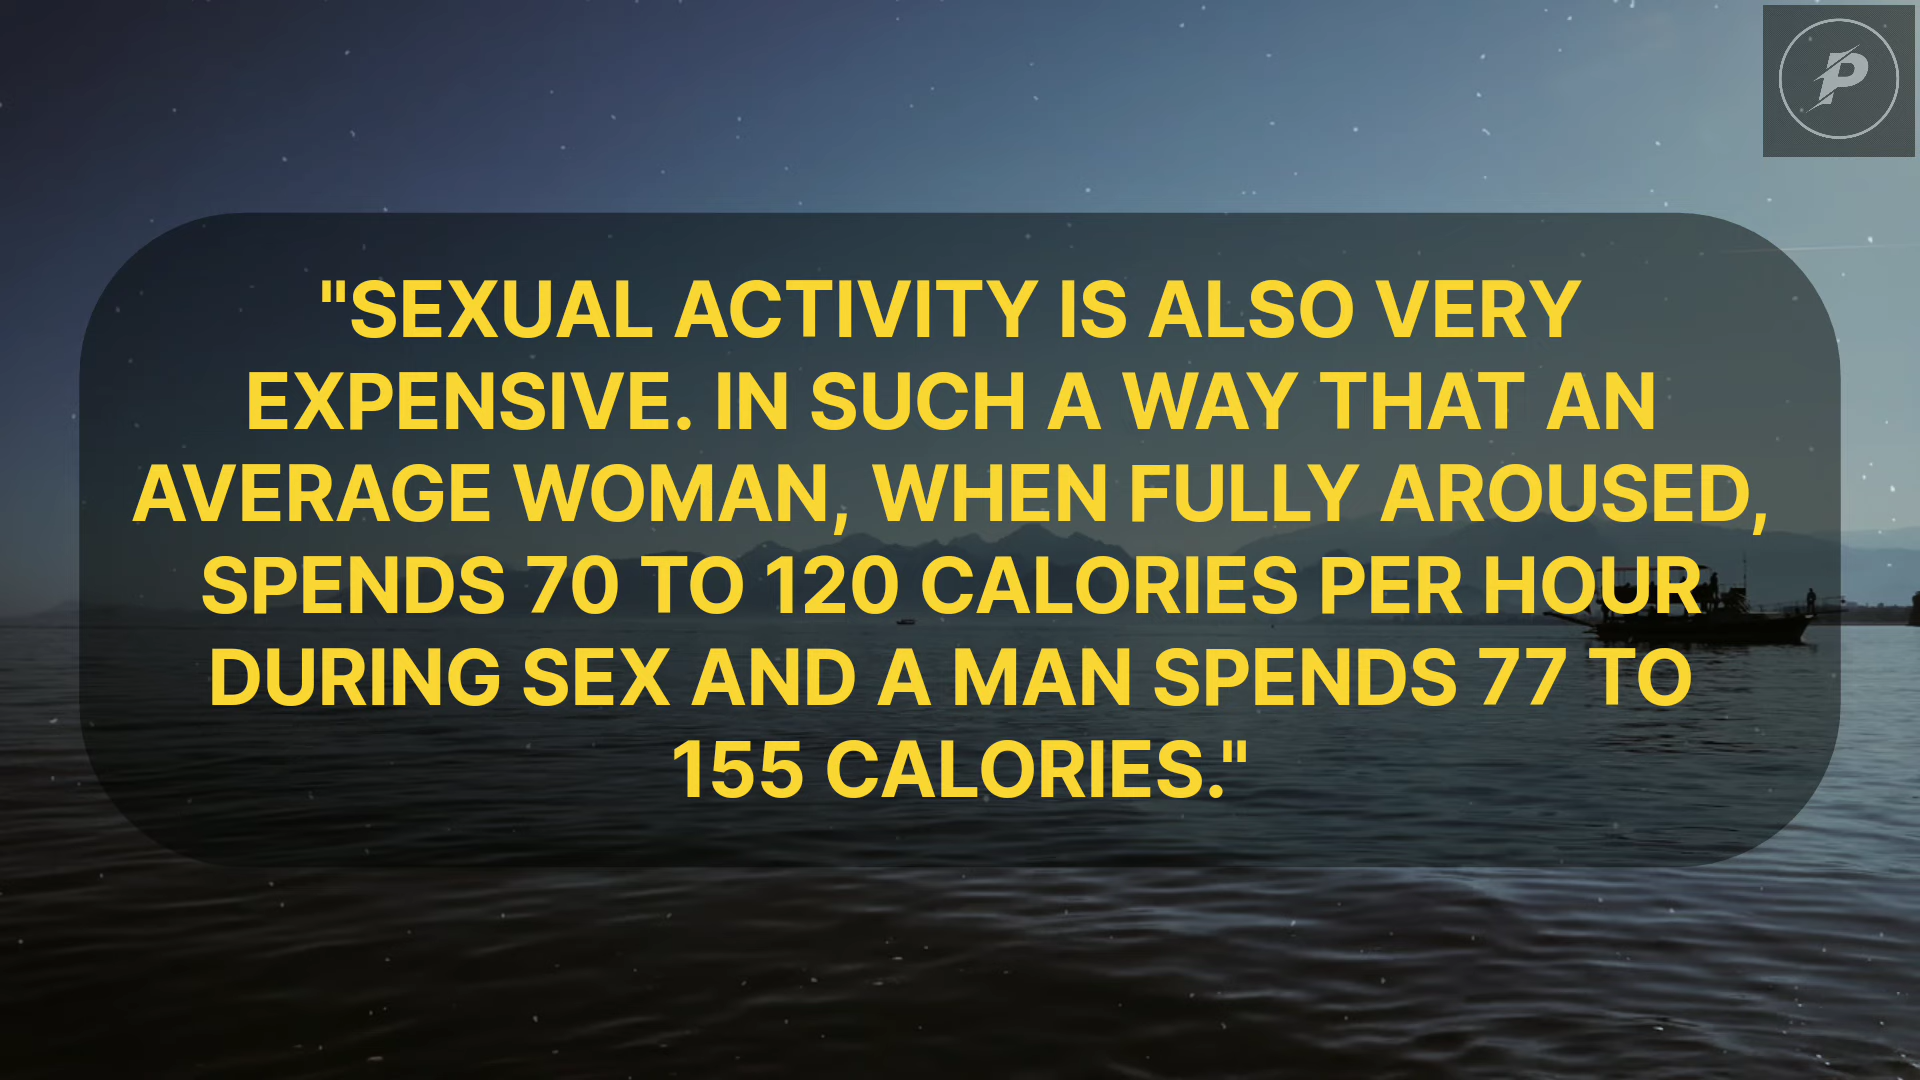 P
"SEXUAL ACTIVITY IS ALSO VERY
EXPENSIVE. IN SUCH A WAY THAT AN
AVERAGE WOMAN, WHEN FULLY AROUSED,
SPENDS 70 TO 120 CALORIES PER HOUR
DURING SEX AND A MAN SPENDS 77 TO
155 CALORIES."